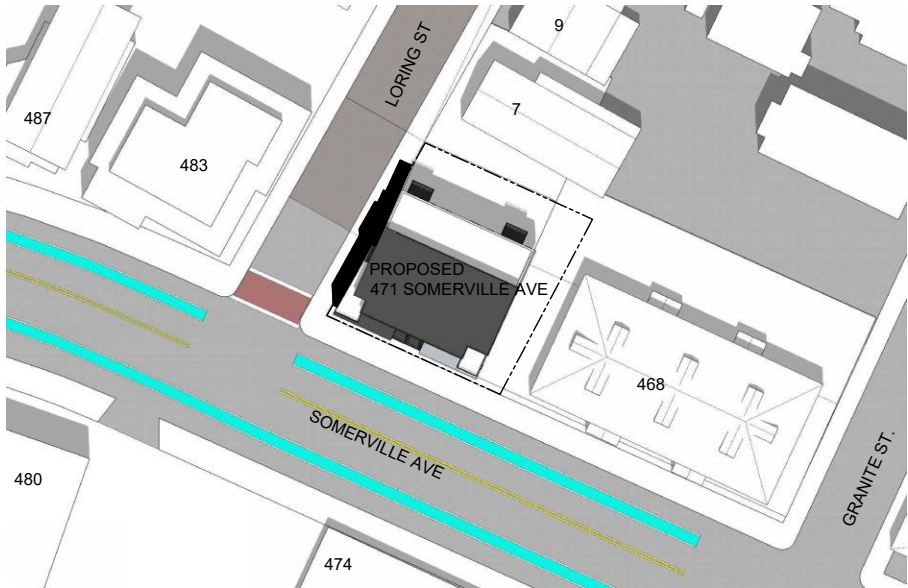 9
LORING ST
7
487
483
PROPOSED
471 SOMERVILLE AVE
468
SOMERVILLE AVE
GRANITE ST.
480
474